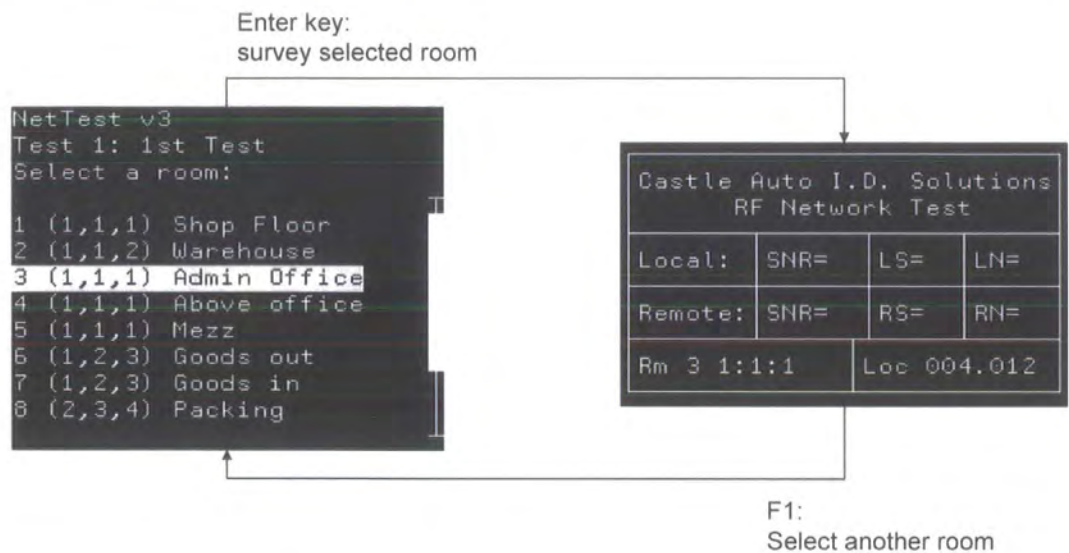 Enter key:
survey selected room
NetTest v3
Test 1: 1st Test
Select a room:
1 (1,1,1) Shop Floor
2 (1,1,2) Warehouse
3 (1,1,1) Admin Office
4 (1,1,1) Above office
5 (1,1,1) Mezz
6 (1,2,3) Goods out
7 (1,2,3) Goods in
8 (2,3,4) Packing
Castle Auto I.D. Solutions
RF Network Test
Local: SNR= LS= LN=
Remote: SNR= RS= RN=
Rm 3 1:1:1 Loc 004.012
F1:
Select another room